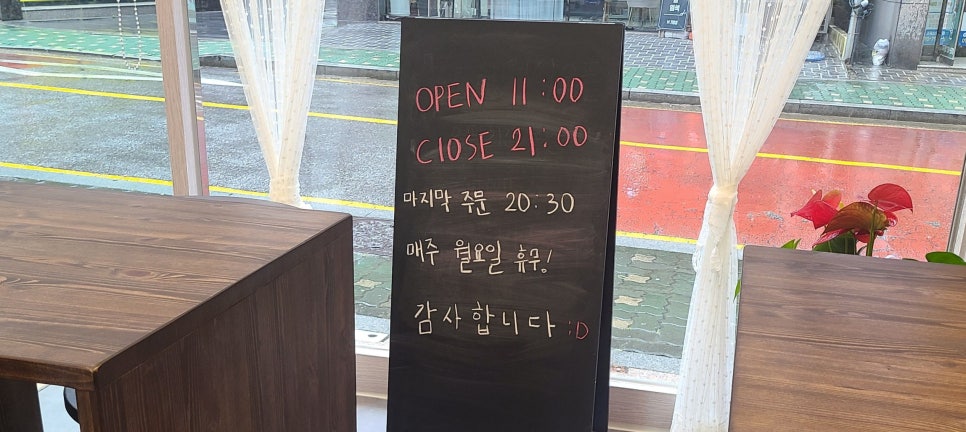 OPEN 11:00
ClOSE 21:00
마지막 주문 20:30
매주 월요일 휴무!
감사합니다 :D